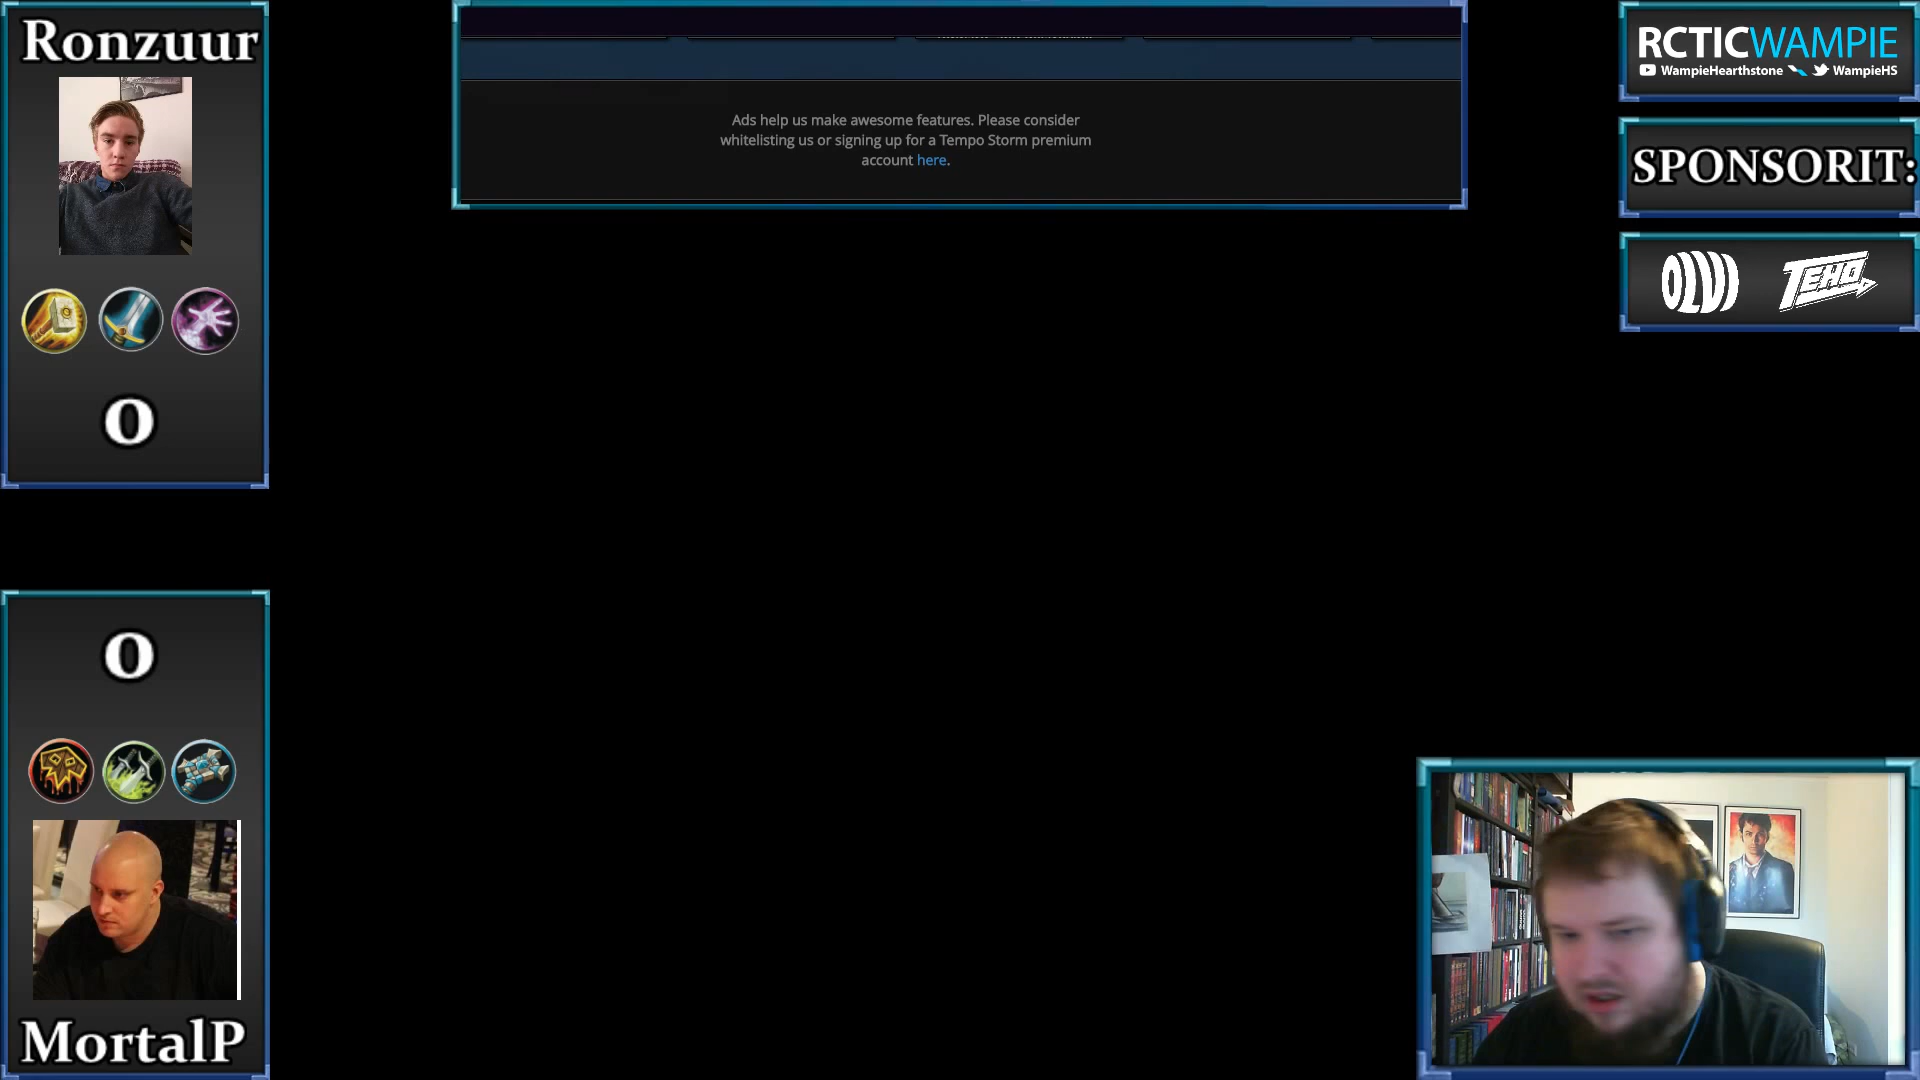 Ronzuur
0
0
MortalP
Ads help us make awesome features. Please consider
whitelisting us or signing up for a Tempo Storm premium
account here.
RCTICWAMPIE
WampieHearthstone WampieHS
SPONSORIT:
OLVI TEHO